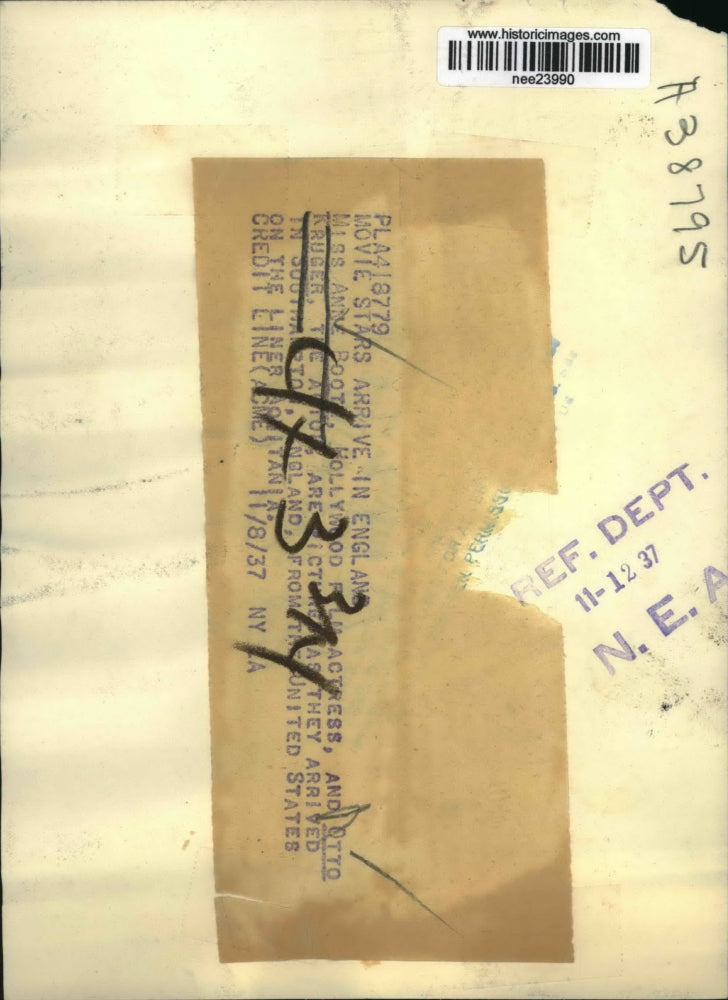 www.historicimages.com
nee23990
A38795
PLA418779
MOVIE STARS ARRIVE IN ENGLAND
MISS ANNE BOOTH, HOLLYWOOD FILM ACTRESS, AND OTTO
KRUGER, THE ACTOR, ARE PICTURED AS THEY ARRIVED
IN SOUTHAMPTON, ENGLAND, FROM THE UNITED STATES
ON THE LINER
CREDIT LINE (ACME) 11/8/37 NY LA
REF. DEPT.
11-12 37
N. E. A